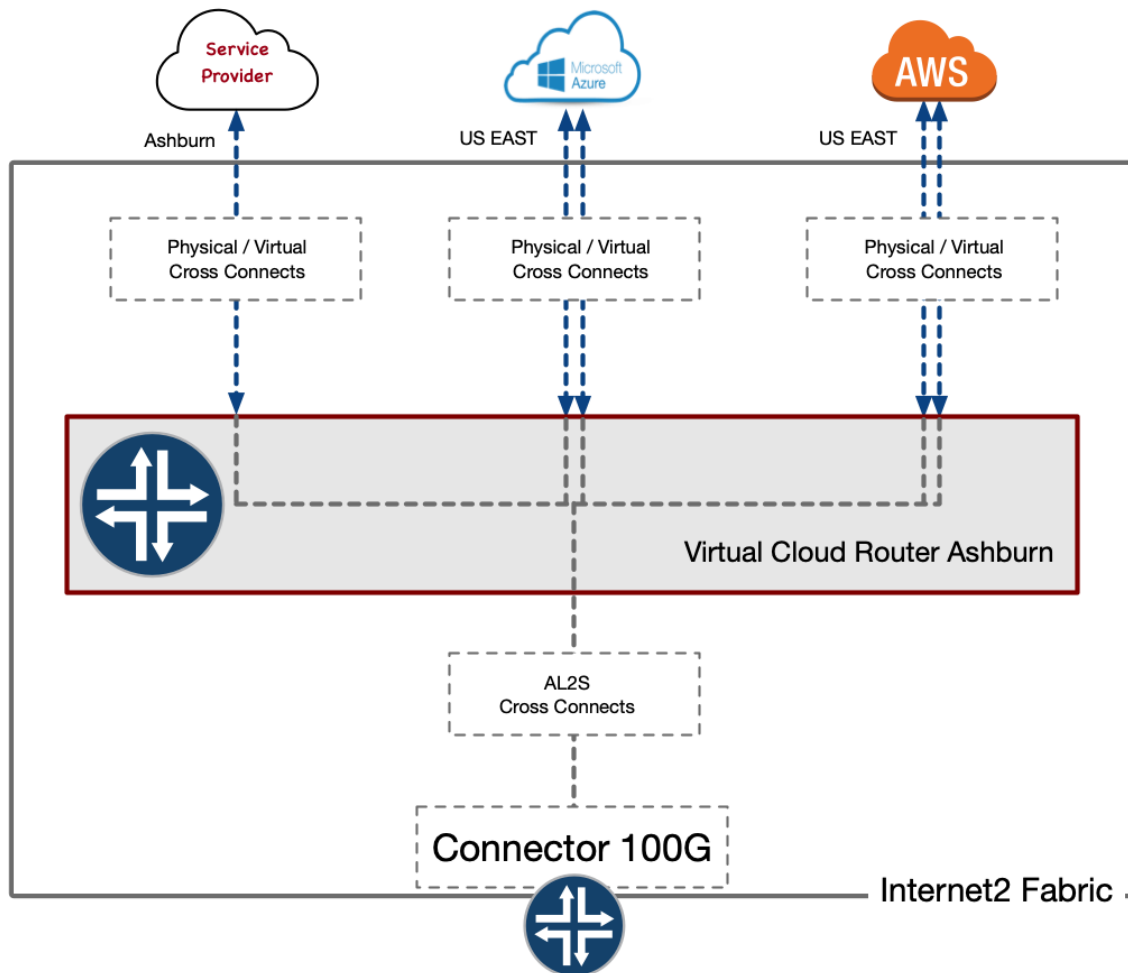 Service
Provider
Microsoft
Azure
AWS
Ashburn
US EAST
US EAST
Physical / Virtual
Cross Connects
Physical / Virtual
Cross Connects
Physical / Virtual
Cross Connects
Virtual Cloud Router Ashburn
AL2S
Cross Connects
Connector 100G
Internet2 Fabric